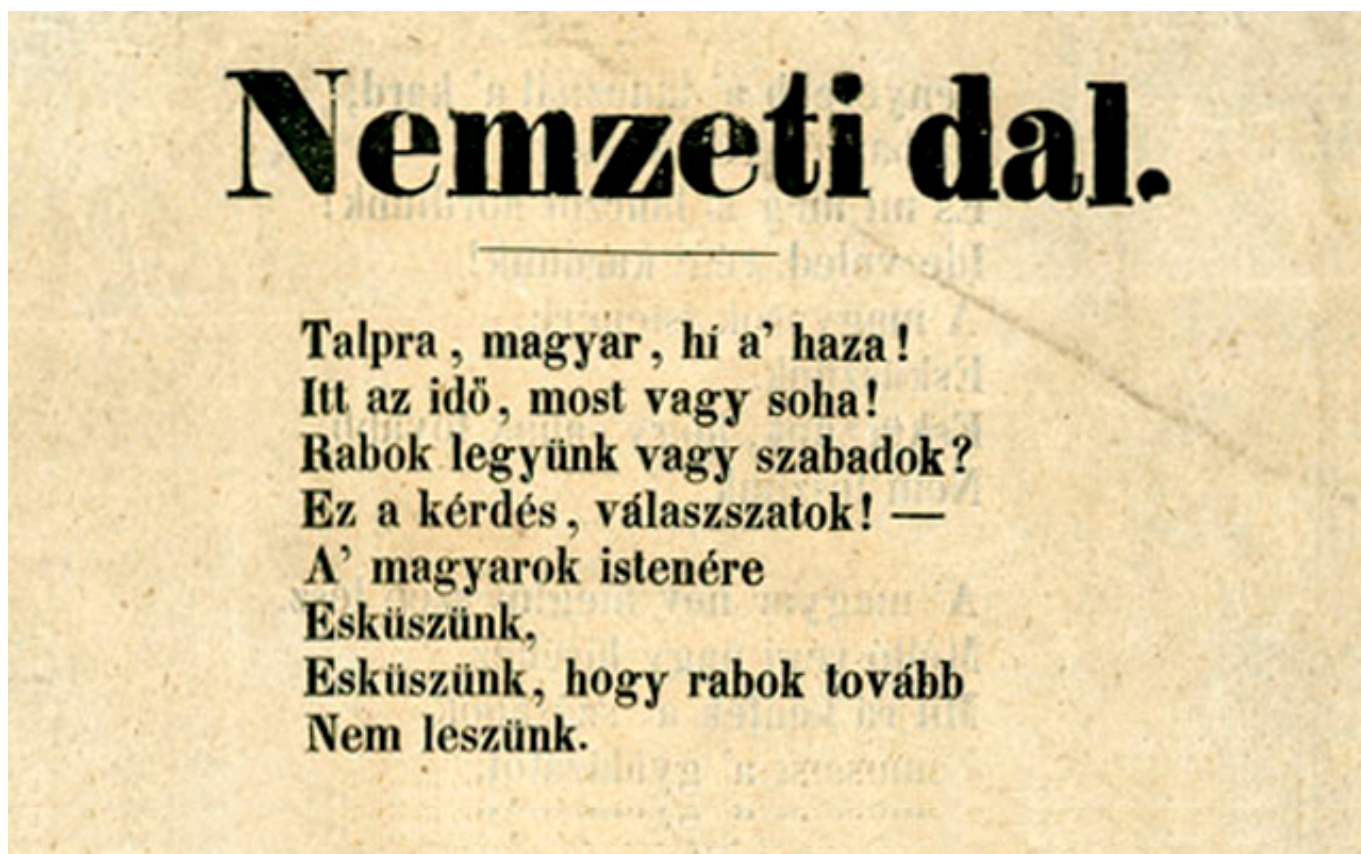 Nemzeti dal.
Talpra, magyar, hí a' haza!
Itt az idő, most vagy soha!
Rabok legyünk vagy szabadok?
Ez a kérdés, válaszszatok! —
A' magyarok istenére
Esküszünk,
Esküszünk, hogy rabok tovább
Nem leszünk.